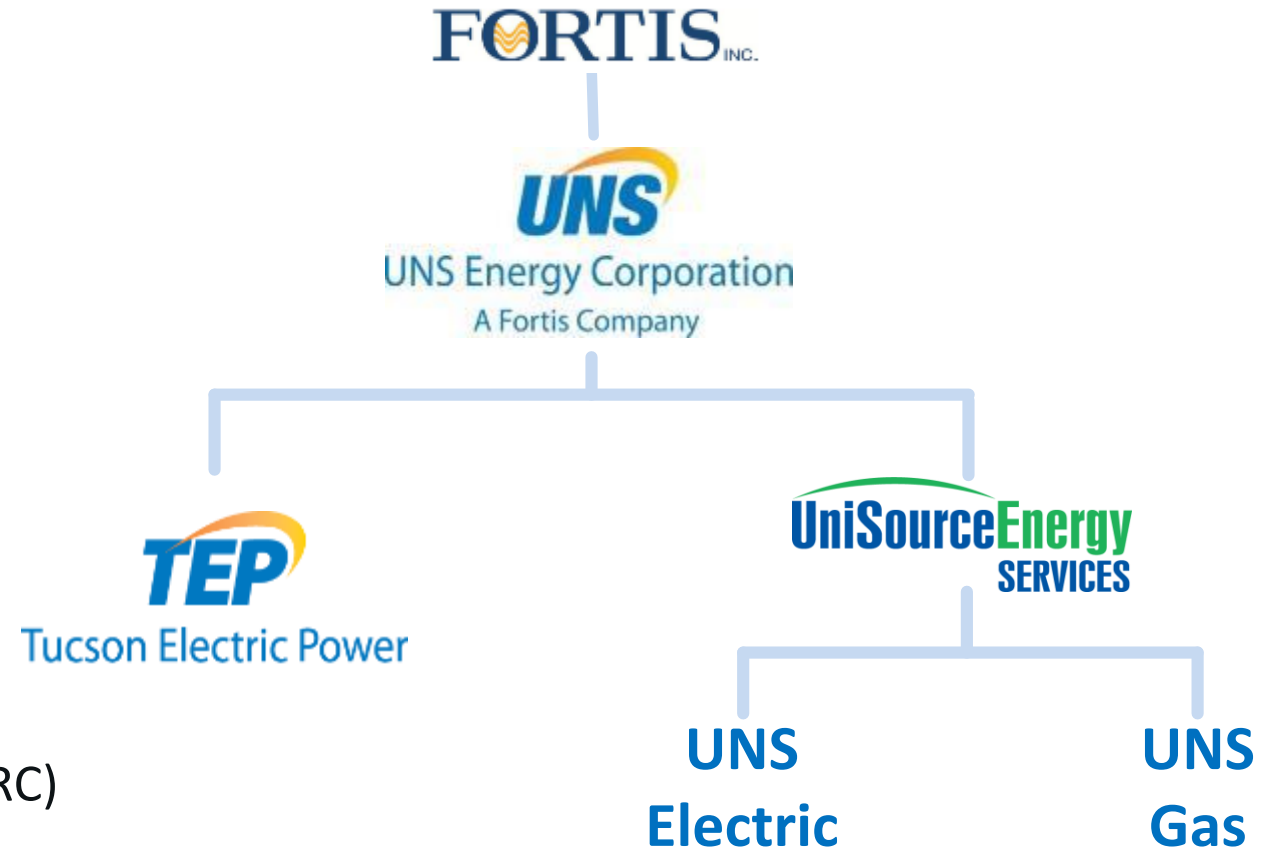 FORTIS INC.
UNS
UNS Energy Corporation
A Fortis Company
TEP
Tucson Electric Power
UniSourceEnergy
SERVICES
RC)
UNS
Electric
UNS
Gas